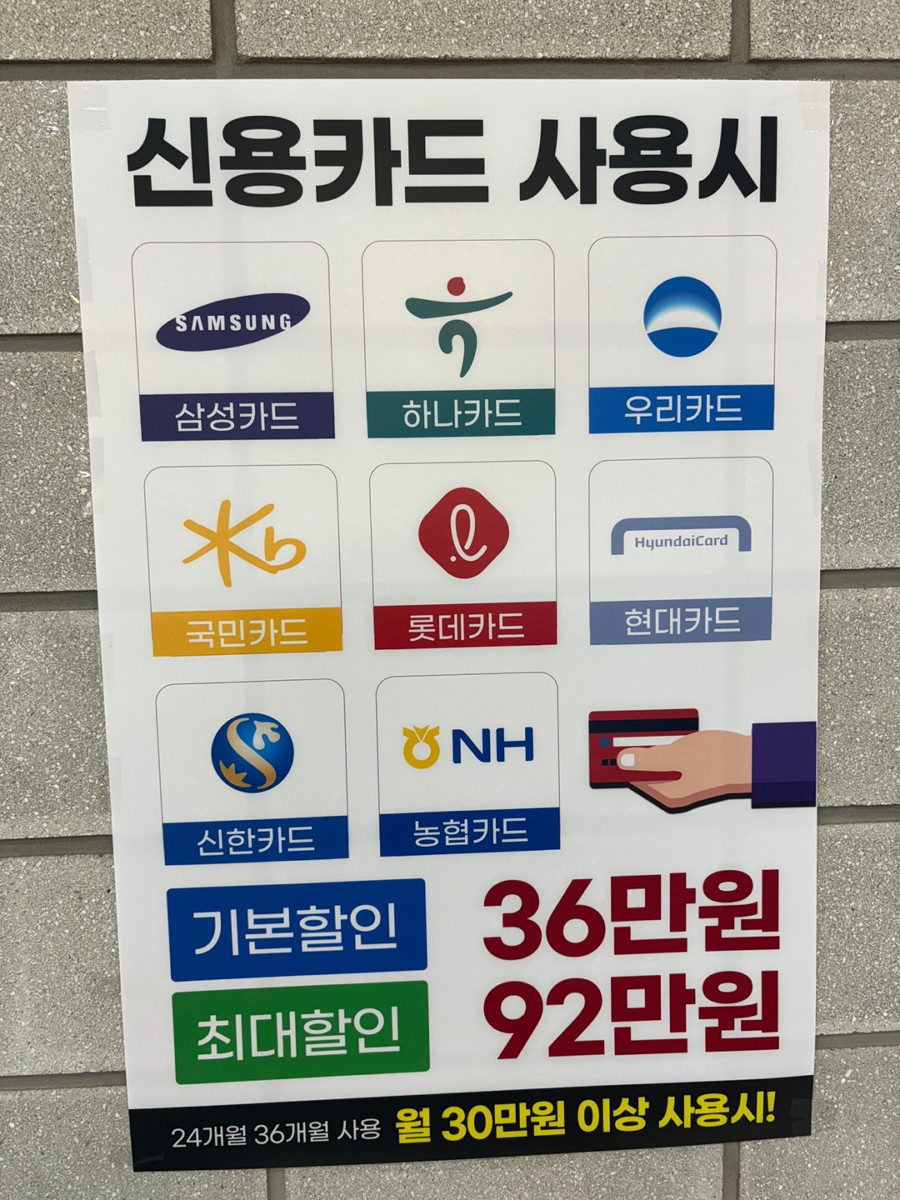 신용카드 사용시
SAMSUNG
삼성카드
하나카드
우리카드
Kb
국민카드
롯데카드
HyundaiCard
현대카드
신한카드
NH
농협카드
기본할인 36만원
최대할인 92만원
24개월 36개월 사용 월 30만원 이상 사용시!